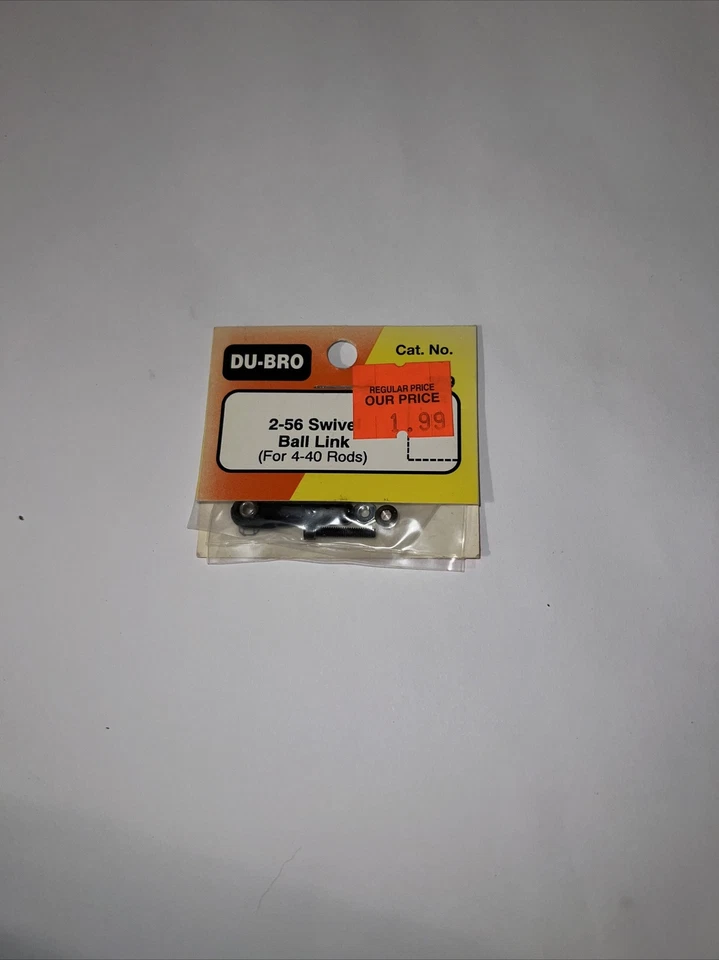 DU-BRO
Cat. No.
9
REGULAR PRICE
OUR PRICE
1.99
2-56 Swive
Ball Link
(For 4-40 Rods)